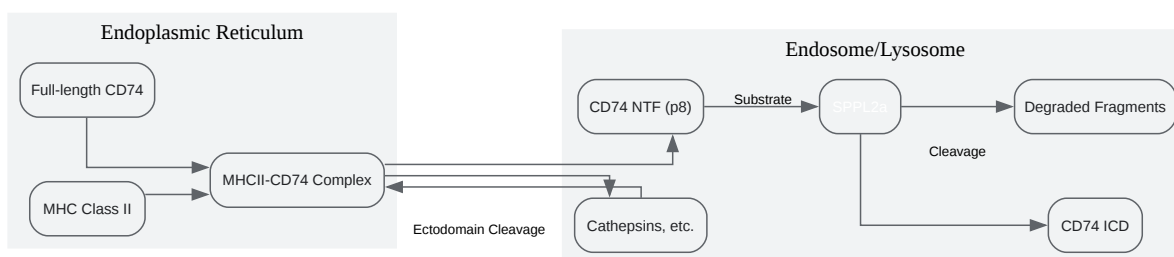 Endoplasmic Reticulum
Endosome/Lysosome
Full-length CD74
CD74 NTF (p8)
Substrate
SPPL2a
Degraded Fragments
Cleavage
MHCII-CD74 Complex
MHC Class II
Ectodomain Cleavage
Cathepsins, etc.
CD74 ICD